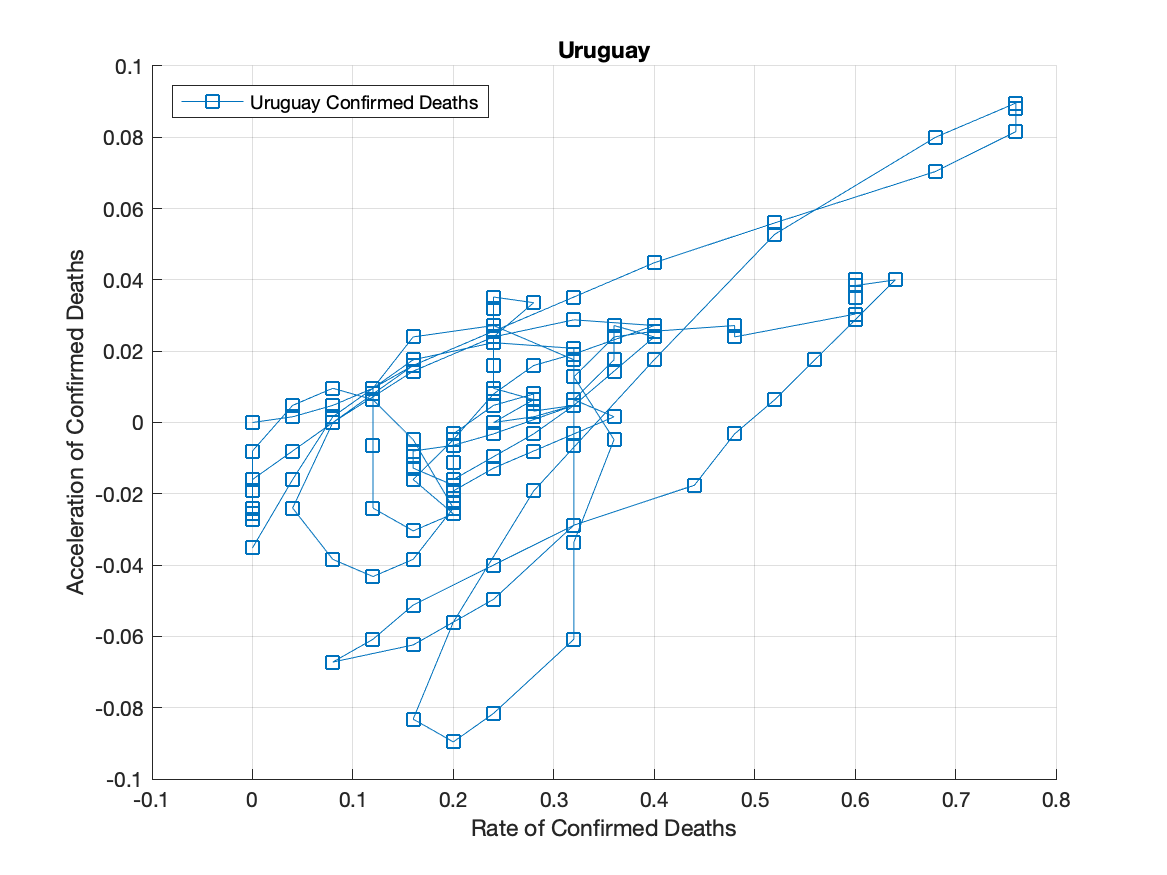 Uruguay
Uruguay Confirmed Deaths
0.1
0.08
0.06
0.04
0.02
0
-0.02
-0.04
-0.06
-0.08
-0.1
Acceleration of Confirmed Deaths
-0.1 0 0.1 0.2 0.3 0.4 0.5 0.6 0.7 0.8
Rate of Confirmed Deaths